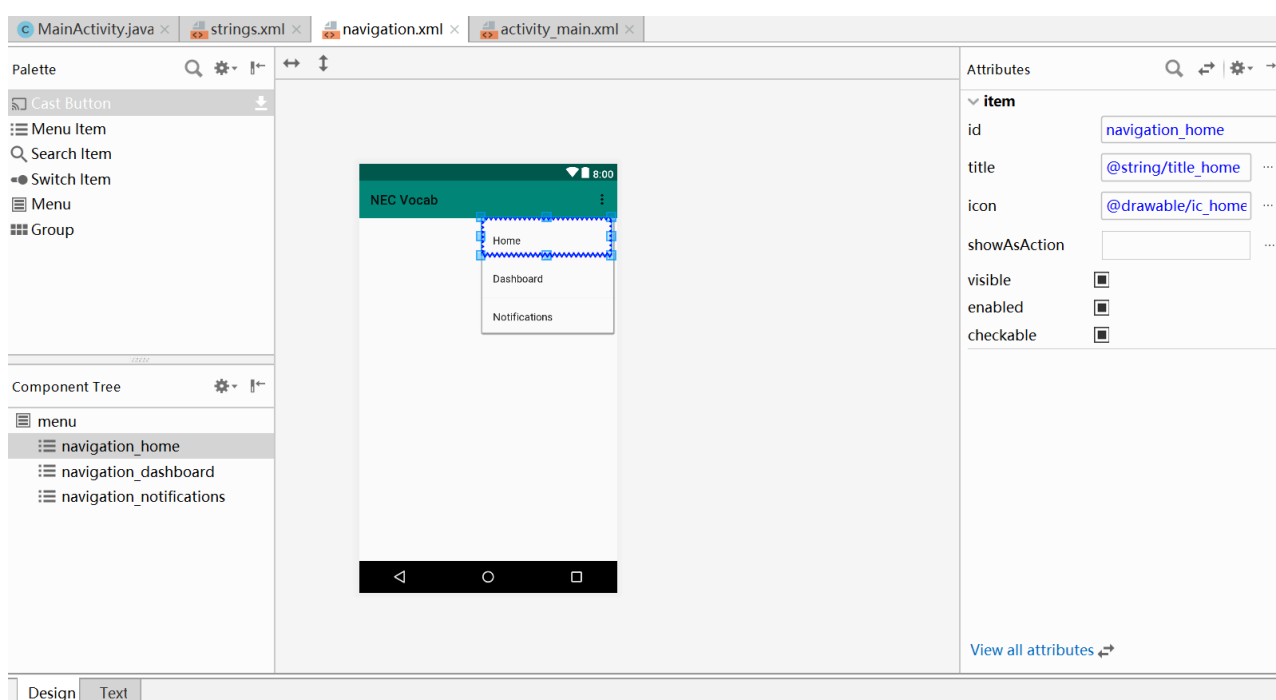 MainActivity.java
strings.xml
navigation.xml
activity_main.xml
Palette
Cast Button
Menu Item
Search Item
Switch Item
Menu
Group
Component Tree
menu
navigation_home
navigation_dashboard
navigation_notifications
8:00
NEC Vocab
Home
Dashboard
Notifications
Attributes
item
id navigation_home
title @string/title_home
icon @drawable/ic_home
showAsAction
visible
enabled
checkable
View all attributes
Design Text